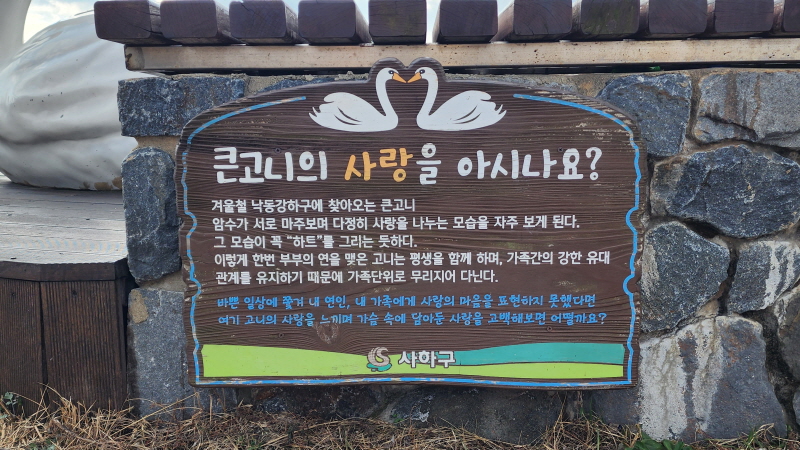 큰고니의 사랑을 아시나요?
겨울철 낙동강하구에 찾아오는 큰고니
암수가 서로 마주보며 다정히 사랑을 나누는 모습을 자주 보게 된다.
그 모습이 꼭 “하트”를 그리는 듯하다.
이렇게 한번 부부의 연을 맺은 고니는 평생을 함께 하며, 가족간의 강한 유대
관계를 유지하기 때문에 가족단위로 무리지어 다닌다.
바쁜 일상에 쫓겨 내 연인, 내 가족에게 사랑의 마음을 표현하지 못했다면
여기 고니의 사랑을 느끼며 가슴 속에 담아둔 사랑을 고백해보면 어떨까요?
사하구